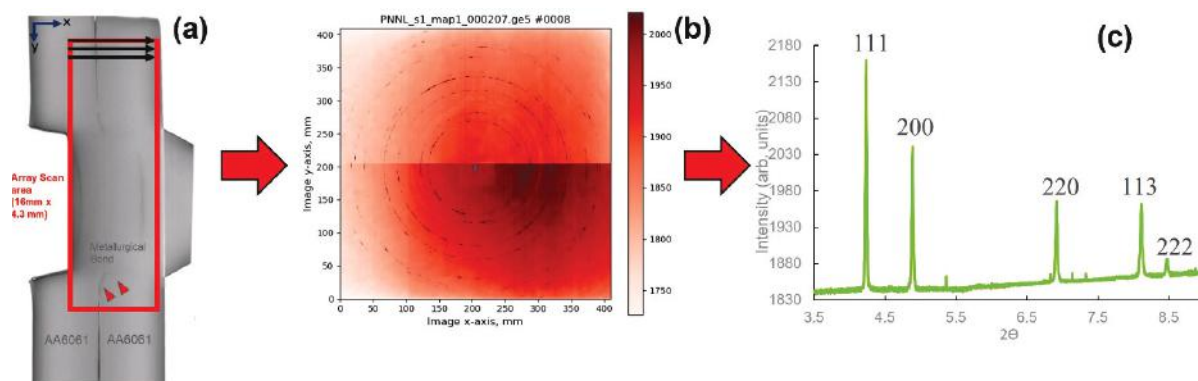 (a)
x
y
Array Scan
area
(16mm x
4.3 mm)
Metallurgical
Bond
AA6061
AA6061
(b)
PNNL_s1_map1_000207.ge5 #0008
Image y-axis, mm
400
350
300
250
200
150
100
50
0
0 50 100 150 200 250 300 350 400
Image x-axis, mm
2000
1950
1900
1850
1800
1750
(c)
Intensity (arb, units)
2180
2130
2080
2030
1980
1930
1880
1830
111
200
220
113
222
3.5 4.5 5.5 6.5 7.5 8.5
2Θ